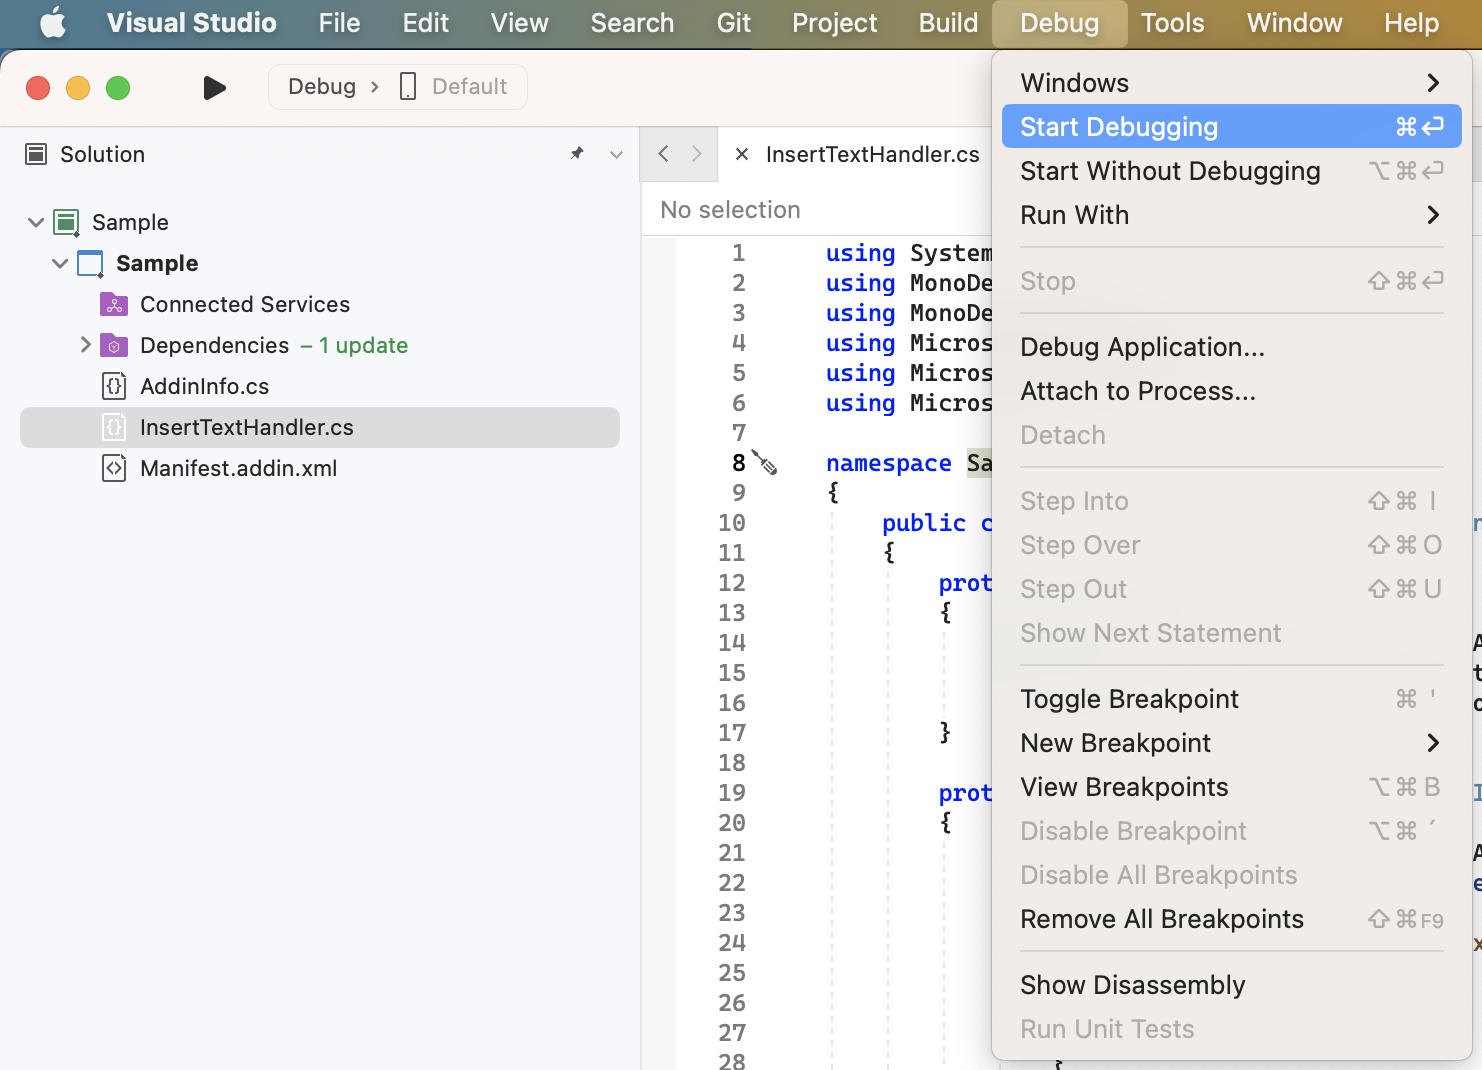 Visual Studio File Edit View Search Git Project Build Debug Tools Window Help
Debug › Default
Solution
Sample
Sample
Connected Services
Dependencies – 1 update
AddinInfo.cs
InsertTextHandler.cs
Manifest.addin.xml
InsertTextHandler.cs
No selection
1 using System
2 using MonoDe
3 using MonoDe
4 using Micros
5 using Micros
6 using Micros
7
8 namespace Sa
9 {
10 public c
11 {
12 prot
13 {
14
15
16
17 }
18
19 prot
20 {
21
22
23
24
25
26
27
28
Windows
Start Debugging ⌘↩
Start Without Debugging ⌥⌘↩
Run With
Stop ⇧⌘↩
Debug Application...
Attach to Process...
Detach
Step Into ⇧⌘I
Step Over ⇧⌘O
Step Out ⇧⌘U
Show Next Statement
Toggle Breakpoint ⌘'
New Breakpoint
View Breakpoints ⌥⌘B
Disable Breakpoint ⌥⌘´
Disable All Breakpoints
Remove All Breakpoints ⇧⌘F9
Show Disassembly
Run Unit Tests